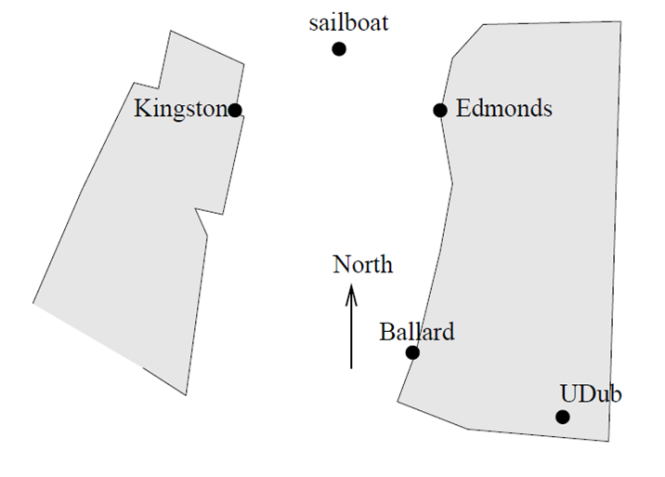 sailboat
Kingston
Edmonds
North
Ballard
UDub